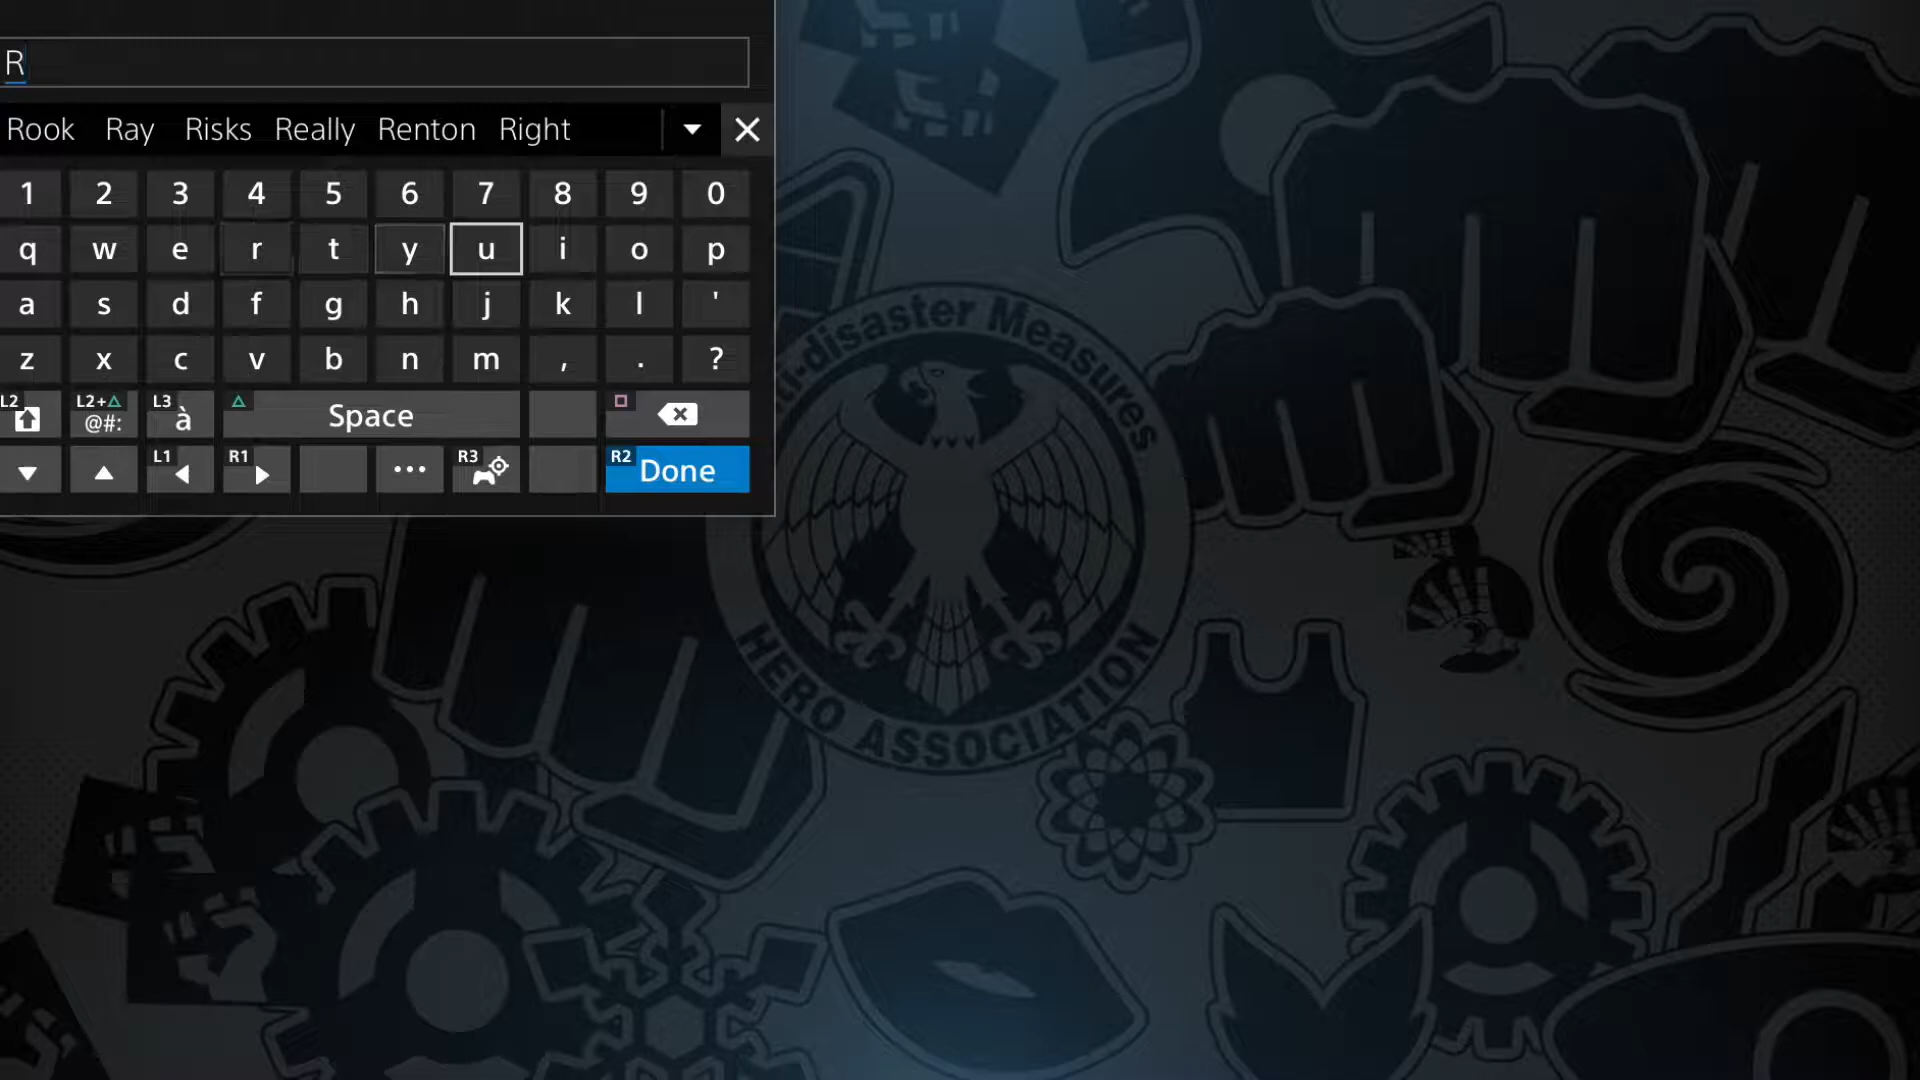 R
Rook Ray Risks Really Renton Right
1 2 3 4 5 6 7 8 9 0
q w e r t y u i o p
a s d f g h j k l '
z x c v b n m , . ?
L2 L2+△ @#: L3 à △ Space □
L1 R1 ... R3 R2 Done
ti-disaster Measures
HERO ASSOCIATION